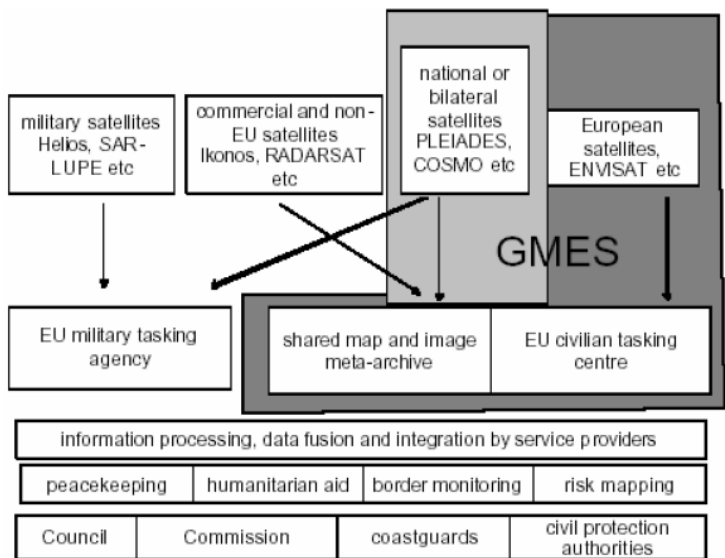 military satellites
Helios, SAR-
LUPE etc
commercial and non-
EU satellites
Ikonos, RADARSAT
etc
national or
bilateral
satellites
PLEIADES,
COSMO etc
European
satellites,
ENVISAT etc
GMES
EU military tasking
agency
shared map and image
meta-archive
EU civilian tasking
centre
information processing, data fusion and integration by service providers
peacekeeping
humanitarian aid
border monitoring
risk mapping
Council
Commission
coastguards
civil protection
authorities